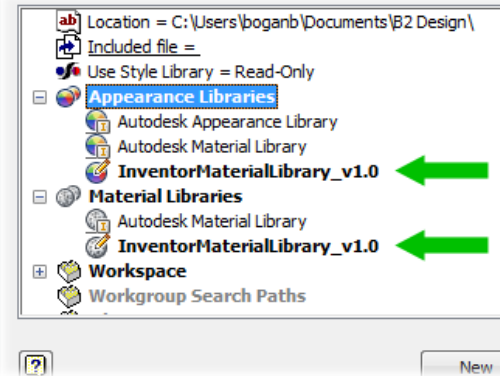 ab Location = C:\Users\boganb\Documents\B2 Design\
Included file =
Use Style Library = Read-Only
Appearance Libraries
Autodesk Appearance Library
Autodesk Material Library
InventorMaterialLibrary_v1.0
Material Libraries
Autodesk Material Library
InventorMaterialLibrary_v1.0
Workspace
Workgroup Search Paths
? New